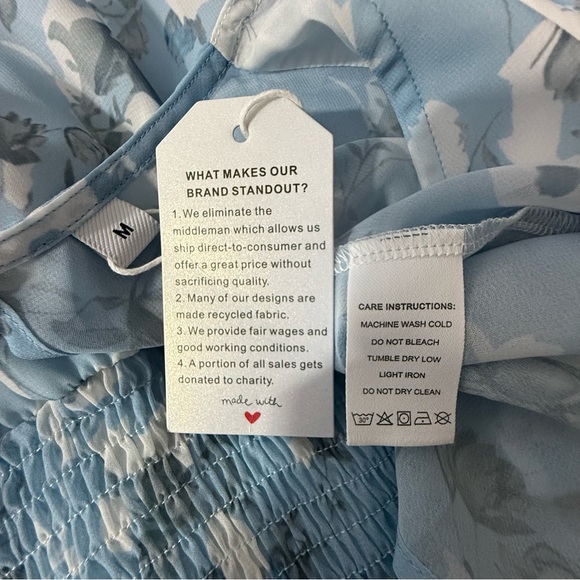 WHAT MAKES OUR
BRAND STANDOUT?
1. We eliminate the
middleman which allows us
ship direct-to-consumer and
offer a great price without
sacrificing quality.
2. Many of our designs are
made recycled fabric.
3. We provide fair wages and
good working conditions.
4. A portion of all sales gets
donated to charity.
made with
M
CARE INSTRUCTIONS:
MACHINE WASH COLD
DO NOT BLEACH
TUMBLE DRY LOW
LIGHT IRON
DO NOT DRY CLEAN
30°